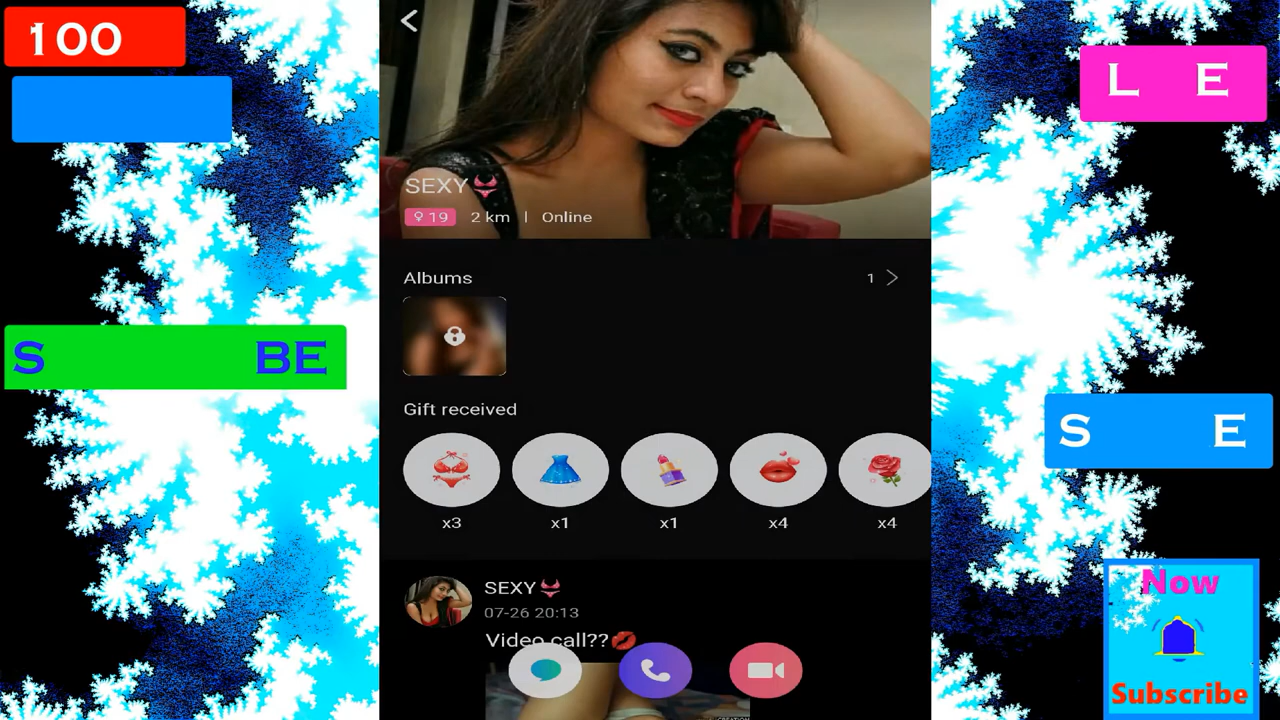 100
L E
SEXY
19 2 km | Online
Albums 1
S BE
Gift received
S E
x3 x1 x1 x4 x4
SEXY
07-26 20:13
Video call??
Now
Subscribe